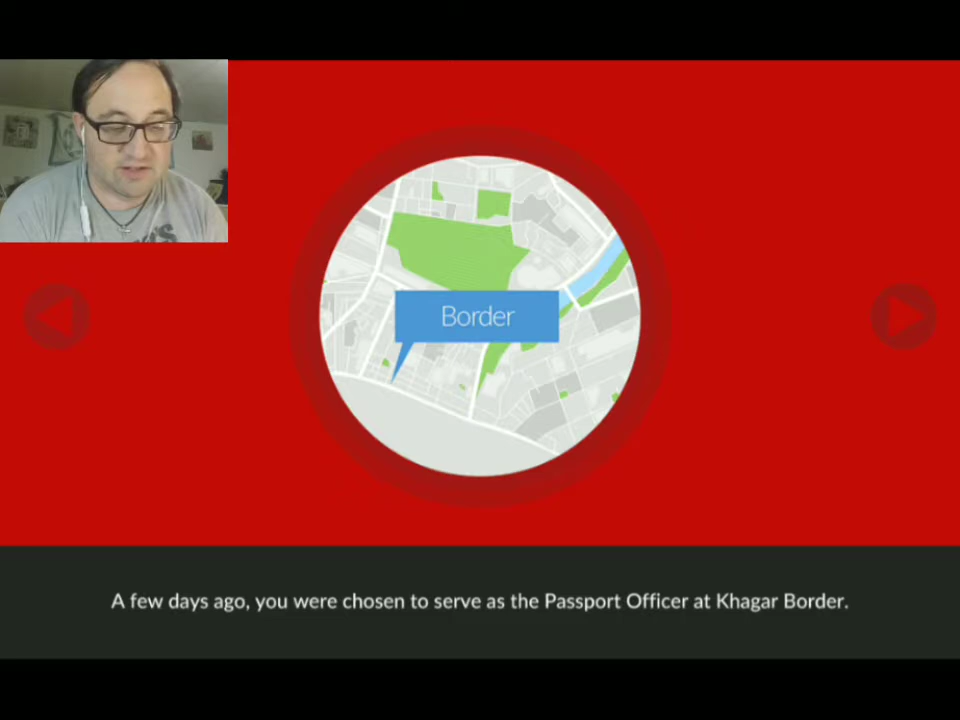 Border
A few days ago, you were chosen to serve as the Passport Officer at Khagar Border.